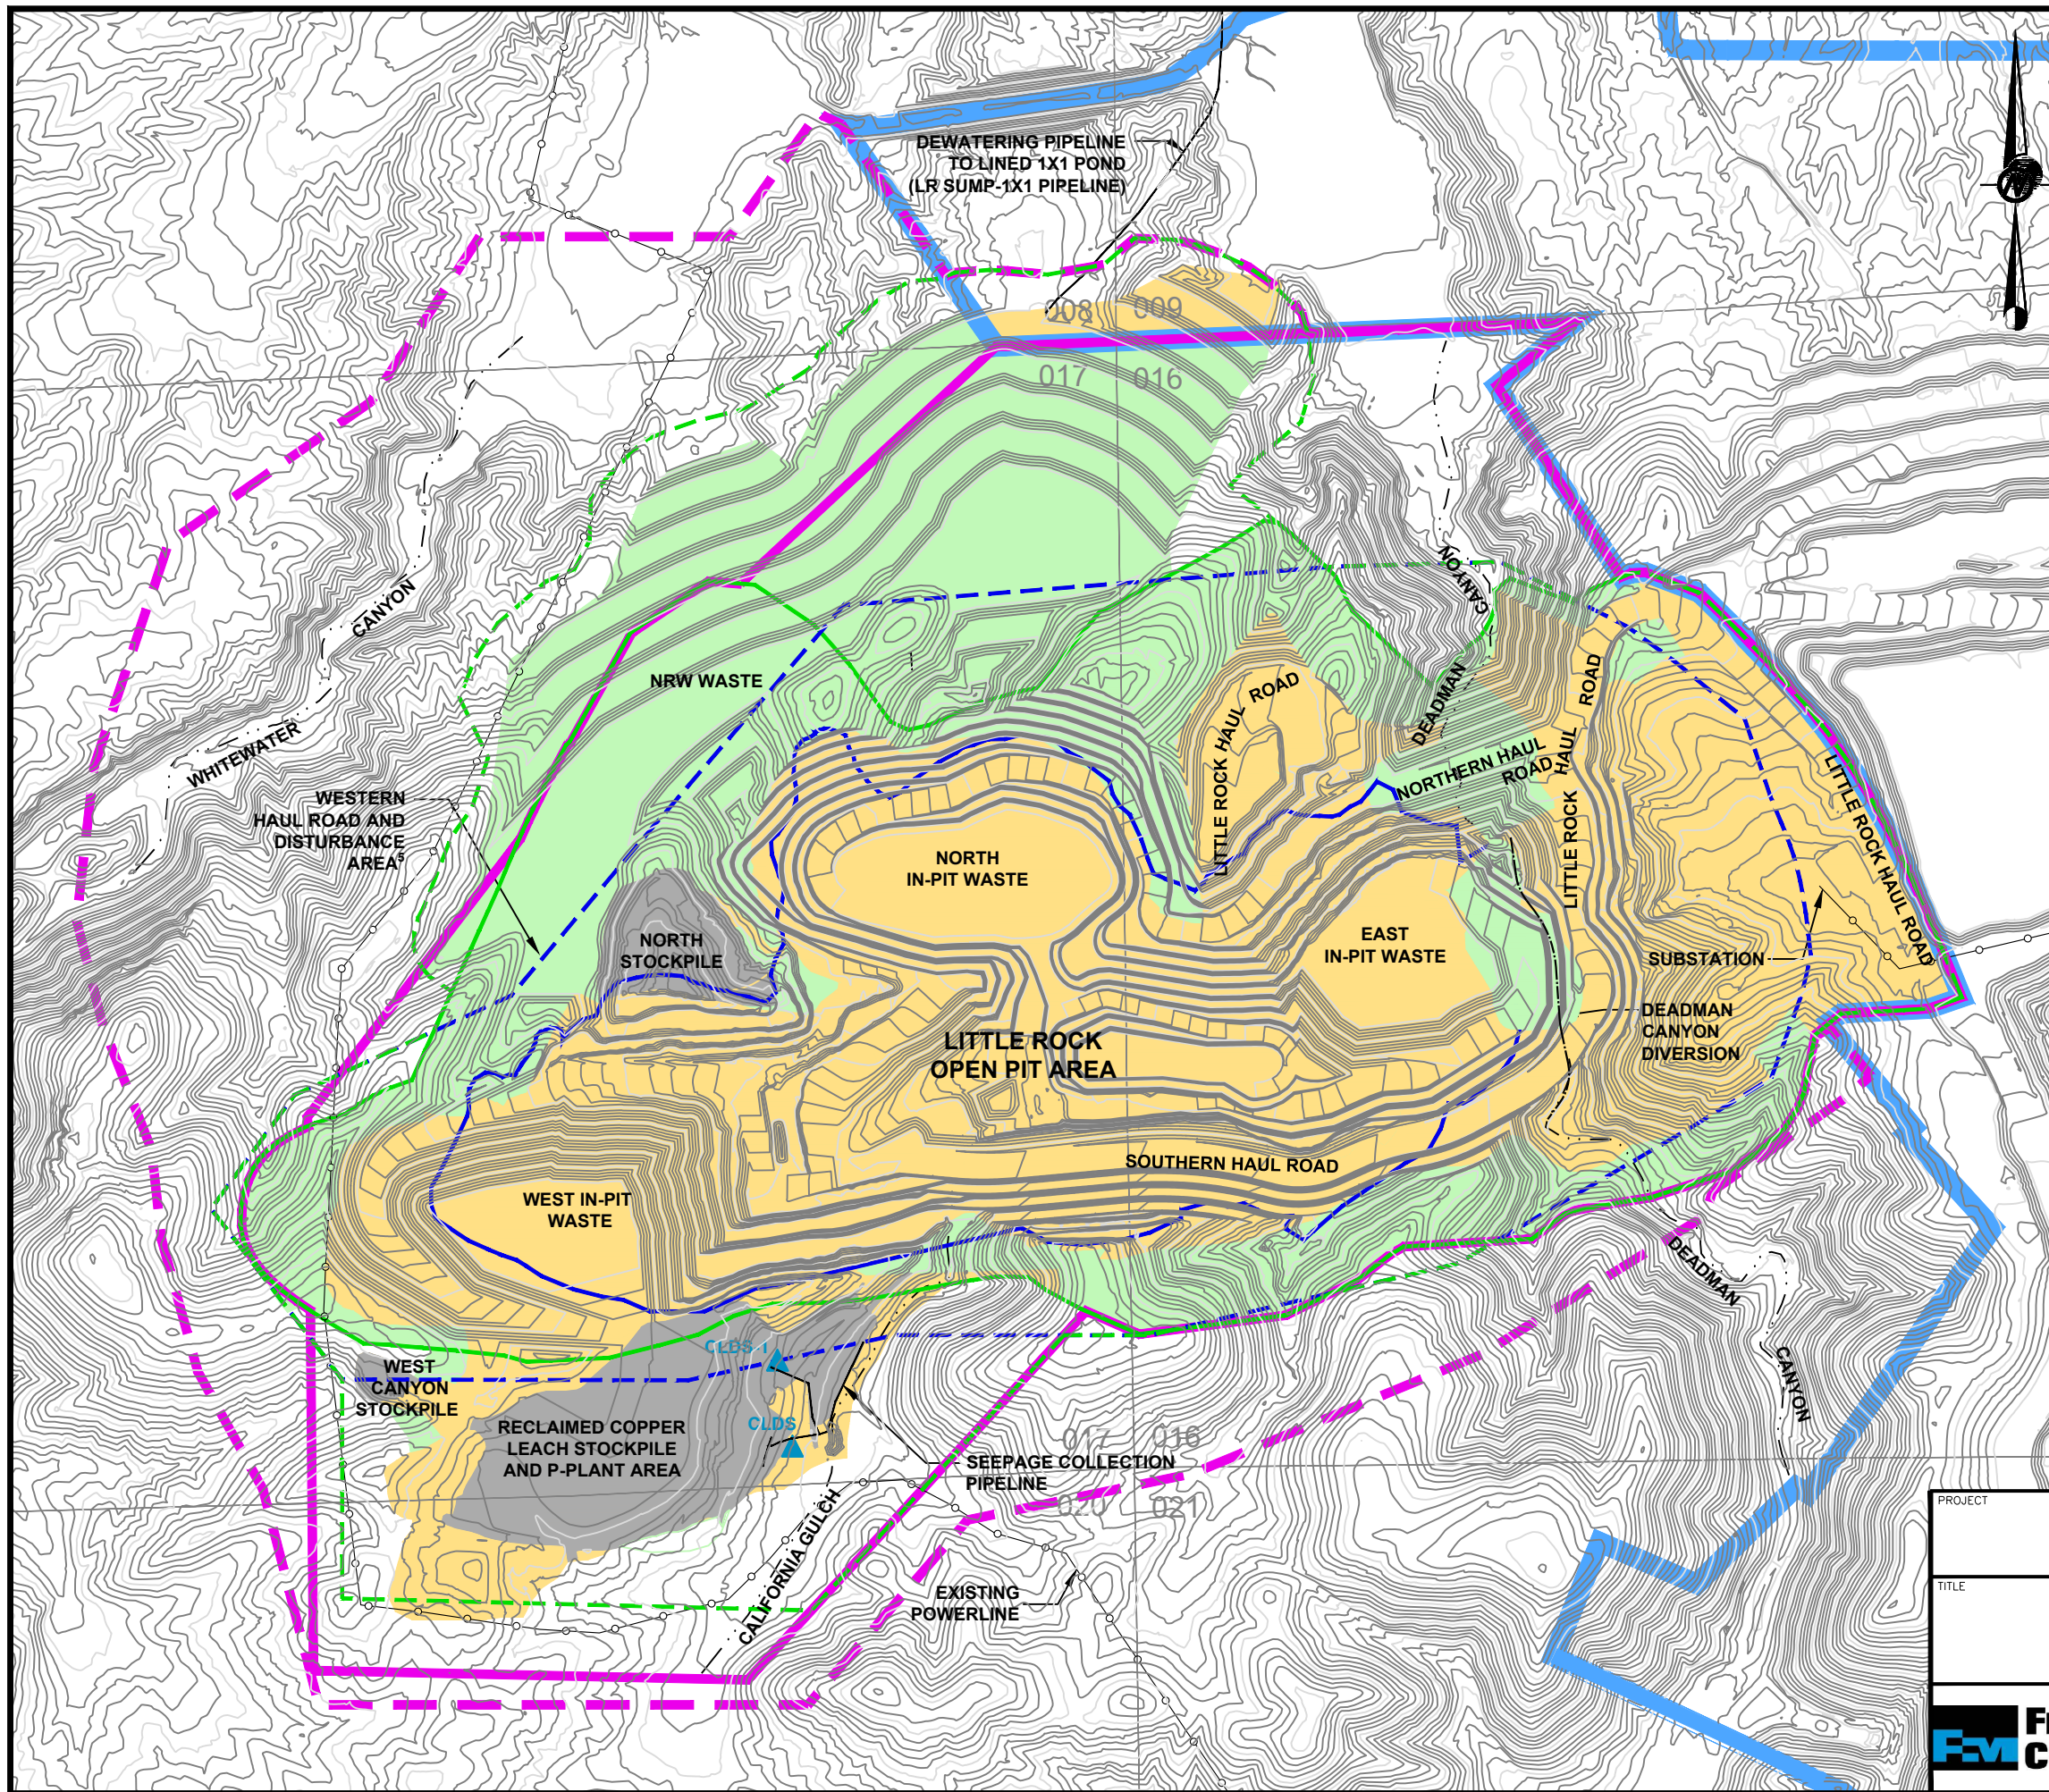 DEWATERING PIPELINE
TO LINED 1X1 POND
(LR SUMP-1X1 PIPELINE)
N
008
009
017
016
CANYON
WHITEWATER
CANYON
DEADMAN
NRW WASTE
LITTLE ROCK HAUL ROAD
LITTLE ROCK HAUL ROAD
NORTHERN HAUL
ROAD
LITTLE ROCK HAUL ROAD
WESTERN
HAUL ROAD AND
DISTURBANCE
AREA⁵
NORTH
IN-PIT WASTE
NORTH
STOCKPILE
EAST
IN-PIT WASTE
SUBSTATION
DEADMAN
CANYON
DIVERSION
LITTLE ROCK
OPEN PIT AREA
SOUTHERN HAUL ROAD
WEST IN-PIT
WASTE
DEADMAN
CANYON
CLDS 1
WEST
CANYON
STOCKPILE
RECLAIMED COPPER
LEACH STOCKPILE
AND P-PLANT AREA
CLDS
017
016
SEEPAGE COLLECTION
PIPELINE
020
021
CALIFORNIA GULCH
EXISTING
POWERLINE
PROJECT
TITLE